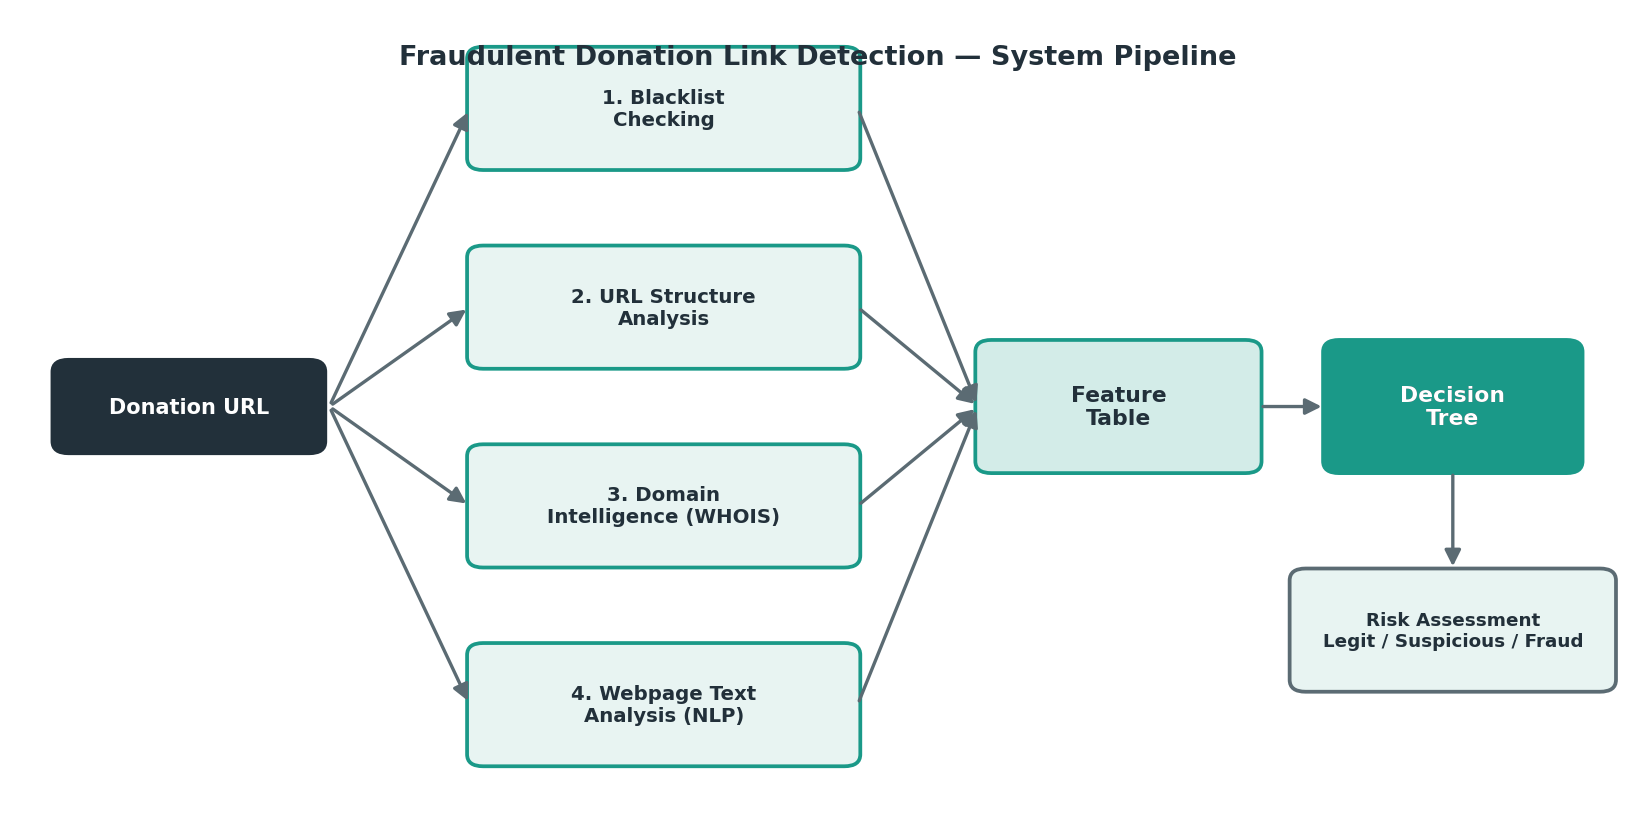 Fraudulent Donation Link Detection — System Pipeline
1. Blacklist
Checking
2. URL Structure
Analysis
Donation URL
Feature
Table
Decision
Tree
3. Domain
Intelligence (WHOIS)
Risk Assessment
Legit / Suspicious / Fraud
4. Webpage Text
Analysis (NLP)